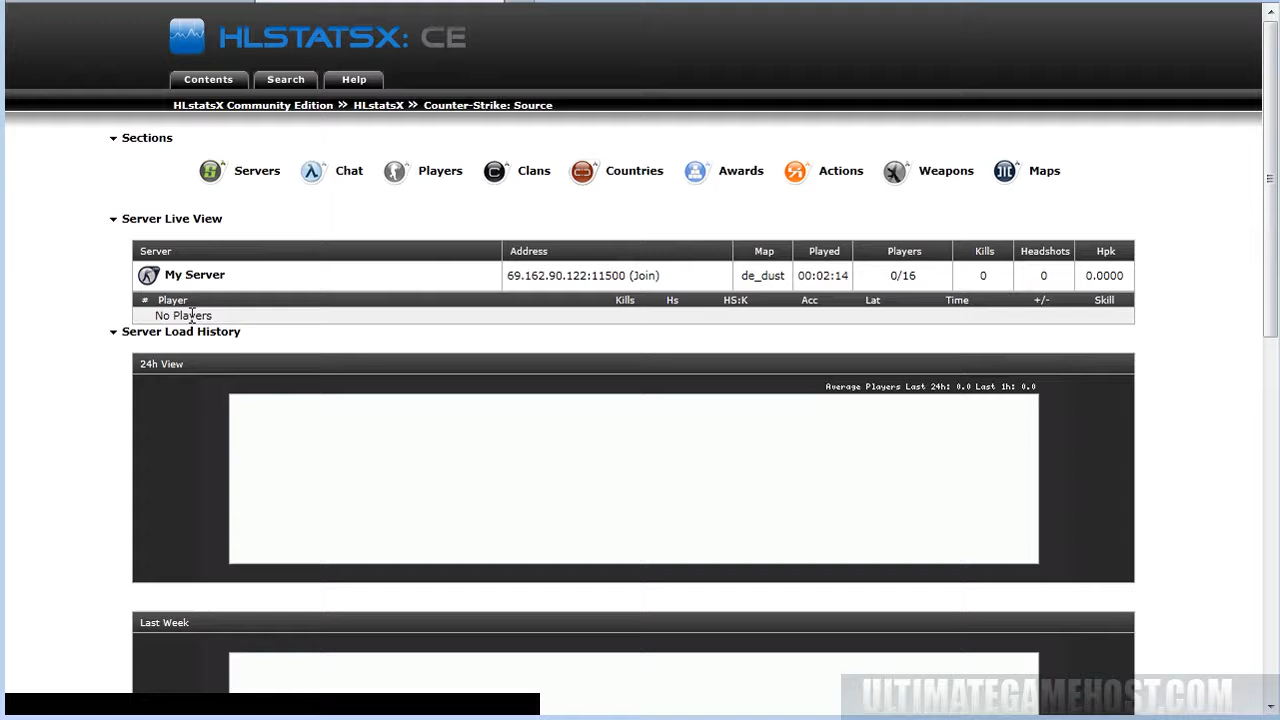 HLSTATSX: CE
Contents Search Help
HLstatsX Community Edition » HLstatsX » Counter-Strike: Source
Sections
Servers Chat Players Clans Countries Awards Actions Weapons Maps
Server Live View
Server Address Map Played Players Kills Headshots Hpk
My Server 69.162.90.122:11500 (Join) de_dust 00:02:14 0/16 0 0 0.0000
# Player Kills Hs HS:K Acc Lat Time +/- Skill
No Players
Server Load History
24h View
Average Players Last 24h: 0.0 Last 1h: 0.0
Last Week
ULTIMATEGAMEHOST.COM